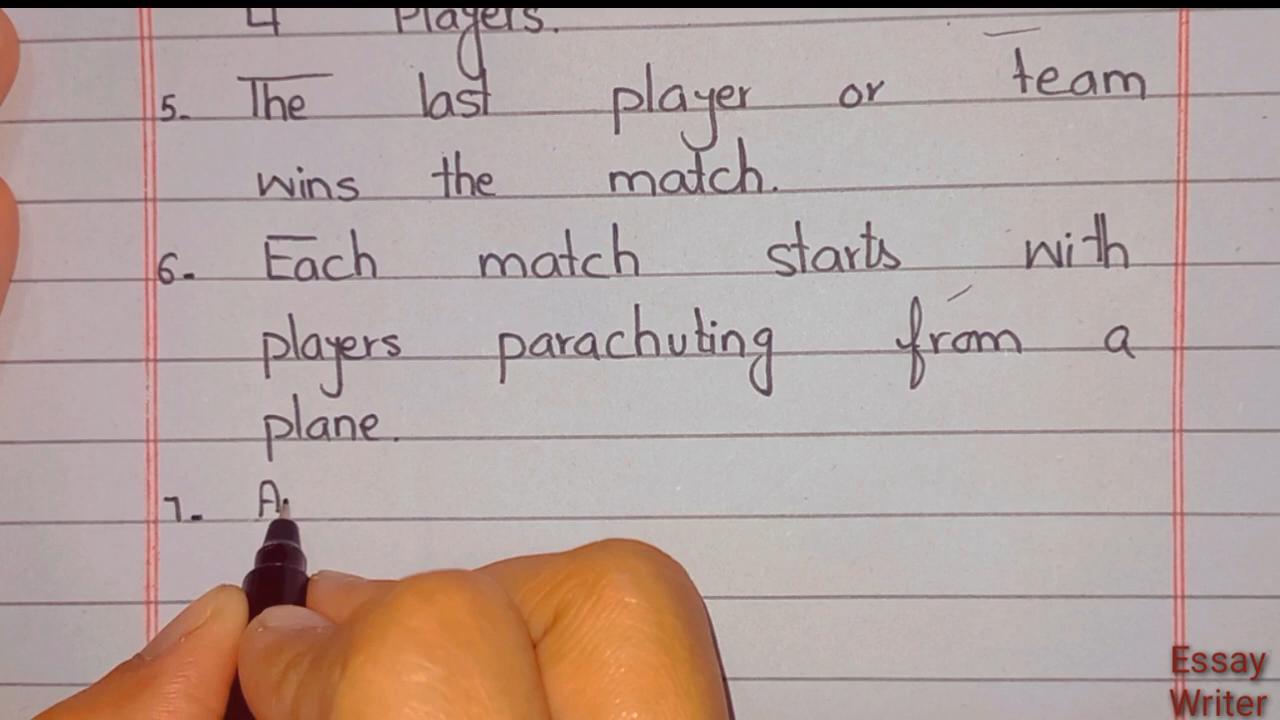 4 Players.
5. The last player or team
wins the match.
6. Each match starts with
players parachuting from a
plane.
7. A
Essay
Writer